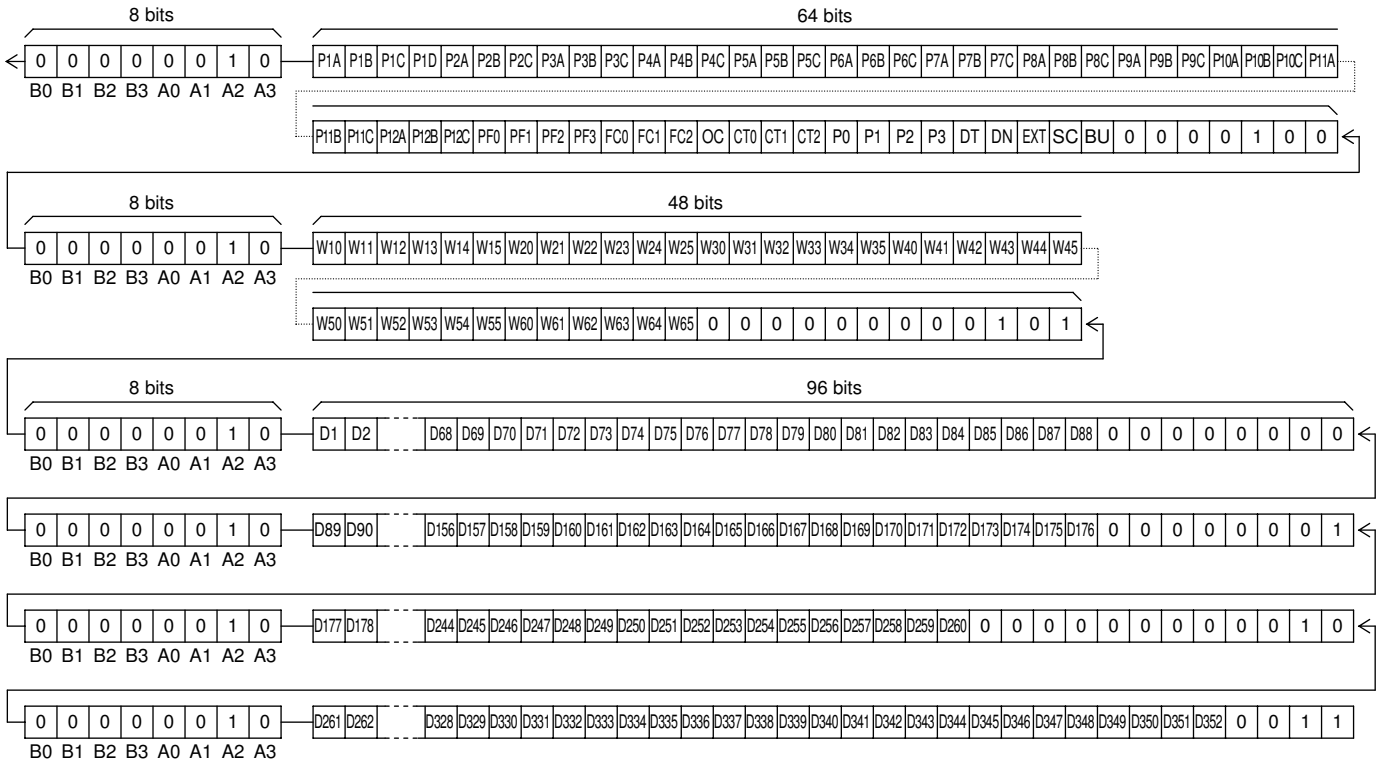 8 bits 64 bits
0 0 0 0 0 0 1 0 P1A P1B P1C P1D P2A P2B P2C P3A P3B P3C P4A P4B P4C P5A P5B P5C P6A P6B P6C P7A P7B P7C P8A P8B P8C P9A P9B P9C P10A P10B P10C P11A
B0 B1 B2 B3 A0 A1 A2 A3
P11B P11C P12A P12B P12C PF0 PF1 PF2 PF3 FC0 FC1 FC2 OC CT0 CT1 CT2 P0 P1 P2 P3 DT DN EXT SC BU 0 0 0 0 1 0 0
8 bits 48 bits
0 0 0 0 0 0 1 0 W10 W11 W12 W13 W14 W15 W20 W21 W22 W23 W24 W25 W30 W31 W32 W33 W34 W35 W40 W41 W42 W43 W44 W45
B0 B1 B2 B3 A0 A1 A2 A3
W50 W51 W52 W53 W54 W55 W60 W61 W62 W63 W64 W65 0 0 0 0 0 0 0 0 0 1 0 1
8 bits 96 bits
0 0 0 0 0 0 1 0 D1 D2 D68 D69 D70 D71 D72 D73 D74 D75 D76 D77 D78 D79 D80 D81 D82 D83 D84 D85 D86 D87 D88 0 0 0 0 0 0 0 0
B0 B1 B2 B3 A0 A1 A2 A3
0 0 0 0 0 0 1 0 D89 D90 D156 D157 D158 D159 D160 D161 D162 D163 D164 D165 D166 D167 D168 D169 D170 D171 D172 D173 D174 D175 D176 0 0 0 0 0 0 0 1
B0 B1 B2 B3 A0 A1 A2 A3
0 0 0 0 0 0 1 0 D177 D178 D244 D245 D246 D247 D248 D249 D250 D251 D252 D253 D254 D255 D256 D257 D258 D259 D260 0 0 0 0 0 0 0 0 0 0 1 0
B0 B1 B2 B3 A0 A1 A2 A3
0 0 0 0 0 0 1 0 D261 D262 D328 D329 D330 D331 D332 D333 D334 D335 D336 D337 D338 D339 D340 D341 D342 D343 D344 D345 D346 D347 D348 D349 D350 D351 D352 0 0 1 1
B0 B1 B2 B3 A0 A1 A2 A3